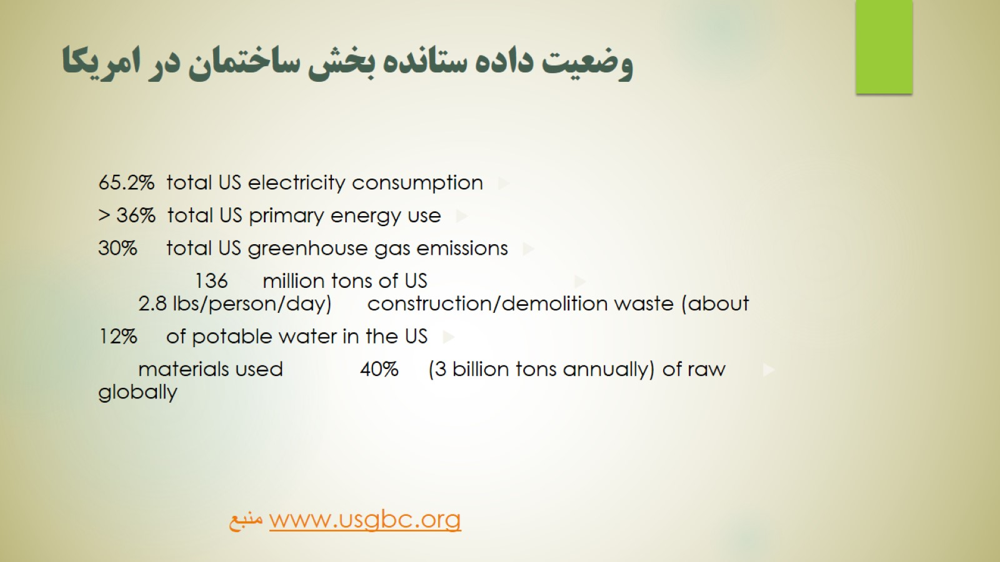 وضعیت داده ستانده بخش ساختمان در امریکا
65.2% total US electricity consumption
> 36% total US primary energy use
30% total US greenhouse gas emissions
136 million tons of US
2.8 lbs/person/day) construction/demolition waste (about
12% of potable water in the US
materials used 40% (3 billion tons annually) of raw
globally
منبع www.usgbc.org